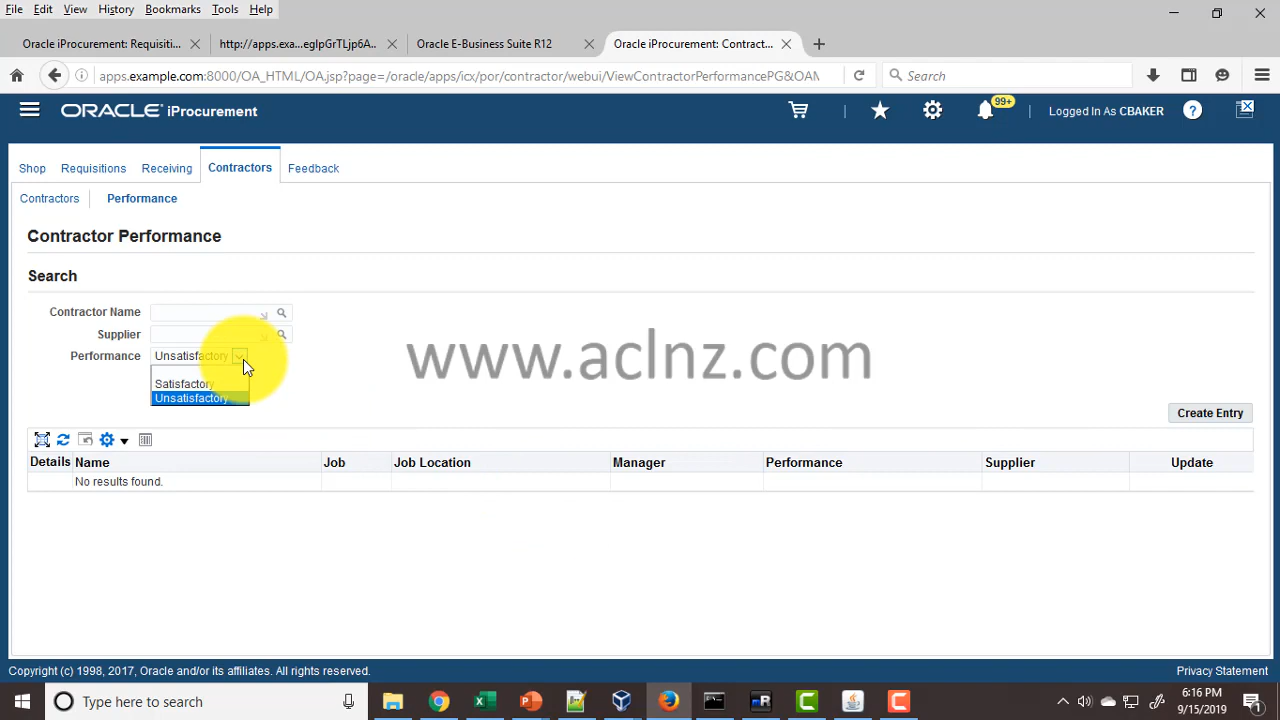 File Edit View History Bookmarks Tools Help
Oracle iProcurement: Requisiti... http://apps.exa...eglpGrTLjp6A... Oracle E-Business Suite R12 Oracle iProcurement: Contract...
apps.example.com:8000/OA_HTML/OA.jsp?page=/oracle/apps/icx/por/contractor/webui/ViewContractorPerformancePG&OAM Search
ORACLE iProcurement 99+ Logged In As CBAKER
Shop Requisitions Receiving Contractors Feedback
Contractors Performance
Contractor Performance
Search
Contractor Name
Supplier
Performance Unsatisfactory
Satisfactory
Unsatisfactory
www.aclnz.com
Create Entry
Details Name Job Job Location Manager Performance Supplier Update
No results found.
Copyright (c) 1998, 2017, Oracle and/or its affiliates. All rights reserved. Privacy Statement
Type here to search 6:16 PM
9/15/2019 1